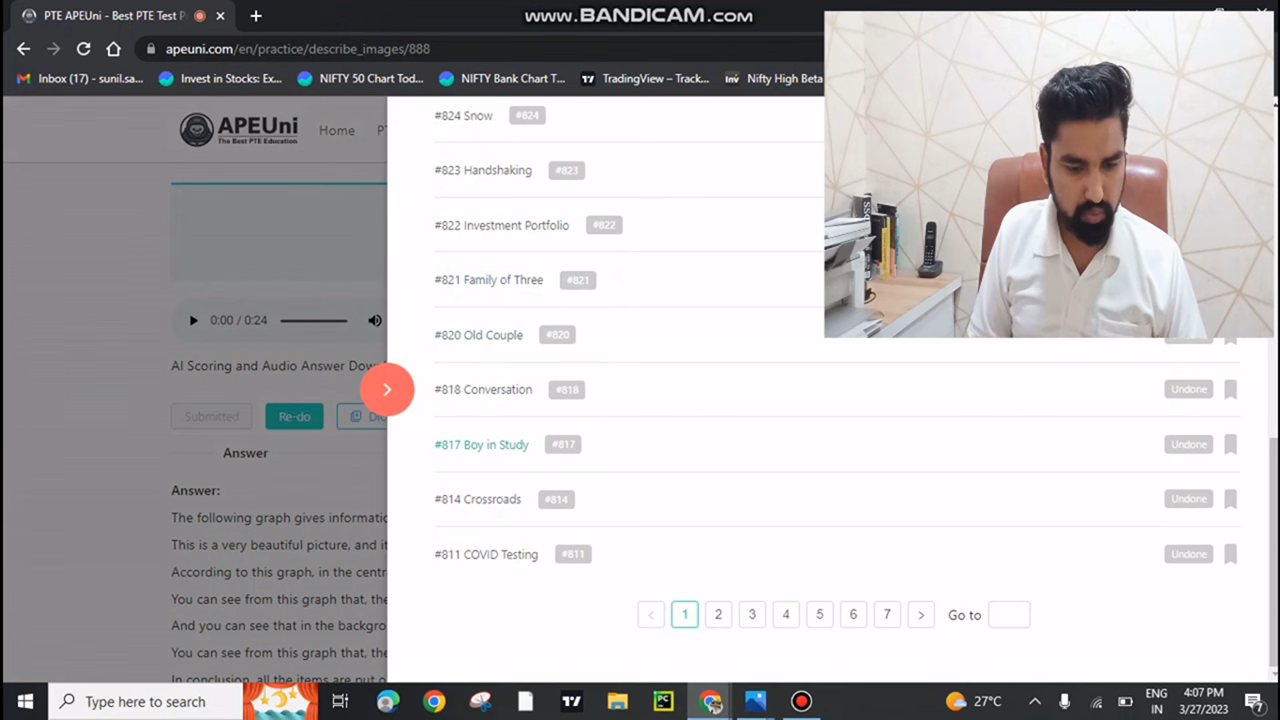 PTE APEUni - Best PTE Test P
www.BANDICAM.com
apeuni.com/en/practice/describe_images/888
Inbox (17) - sunil.sa...
Invest in Stocks: Ex...
NIFTY 50 Chart Tod...
NIFTY Bank Chart T...
TradingView – Track...
Inv
Nifty High Beta
APEUni
The Best PTE Education
Home
#824 Snow #824
#823 Handshaking #823
#822 Investment Portfolio #822
#821 Family of Three #821
0:00 / 0:24
#820 Old Couple #820
AI Scoring and Audio Answer Dow
#818 Conversation #818 Undone
Submitted
Re-do
#817 Boy in Study #817 Undone
Answer
Answer:
#814 Crossroads #814 Undone
The following graph gives informati
This is a very beautiful picture, and i
#811 COVID Testing #811 Undone
According to this graph, in the centr
You can see from this graph that, the
And you can see that in the backgro
< 1 2 3 4 5 6 7 > Go to
You can see from this graph that, the
In conclusion, all the items are put o
Type here to search
27°C
ENG
IN
4:07 PM
3/27/2023
7